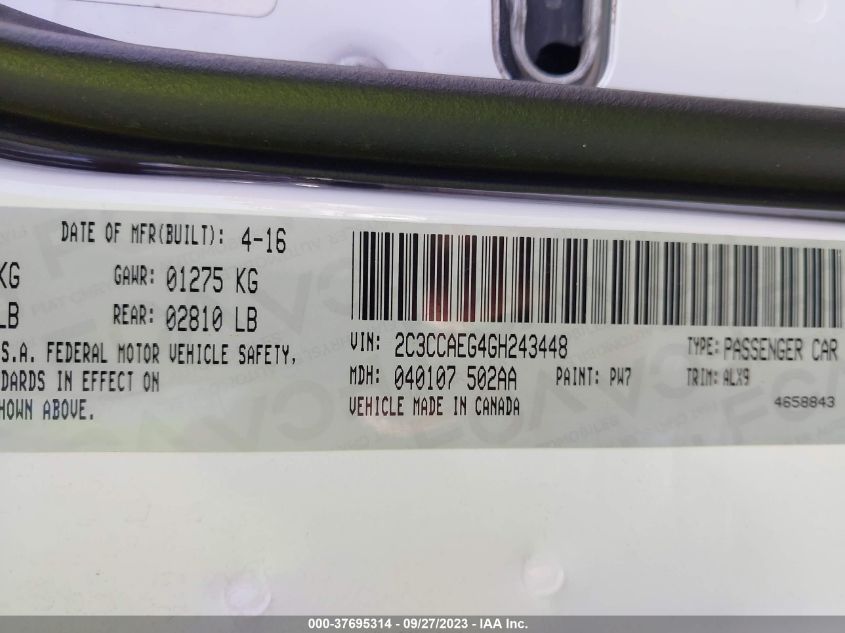 DATE OF MFR(BUILT): 4-16
KG GAWR: 01275 KG
LB REAR: 02810 LB
S.A. FEDERAL MOTOR VEHICLE SAFETY,
DARDS IN EFFECT ON
HOWN ABOVE.
VIN: 2C3CCAEG4GH243448 TYPE: PASSENGER CAR
MDH: 040107 502AA PAINT: PW7 TRIM: ALX9
VEHICLE MADE IN CANADA 4658843
000-37695314 - 09/27/2023 - IAA Inc.